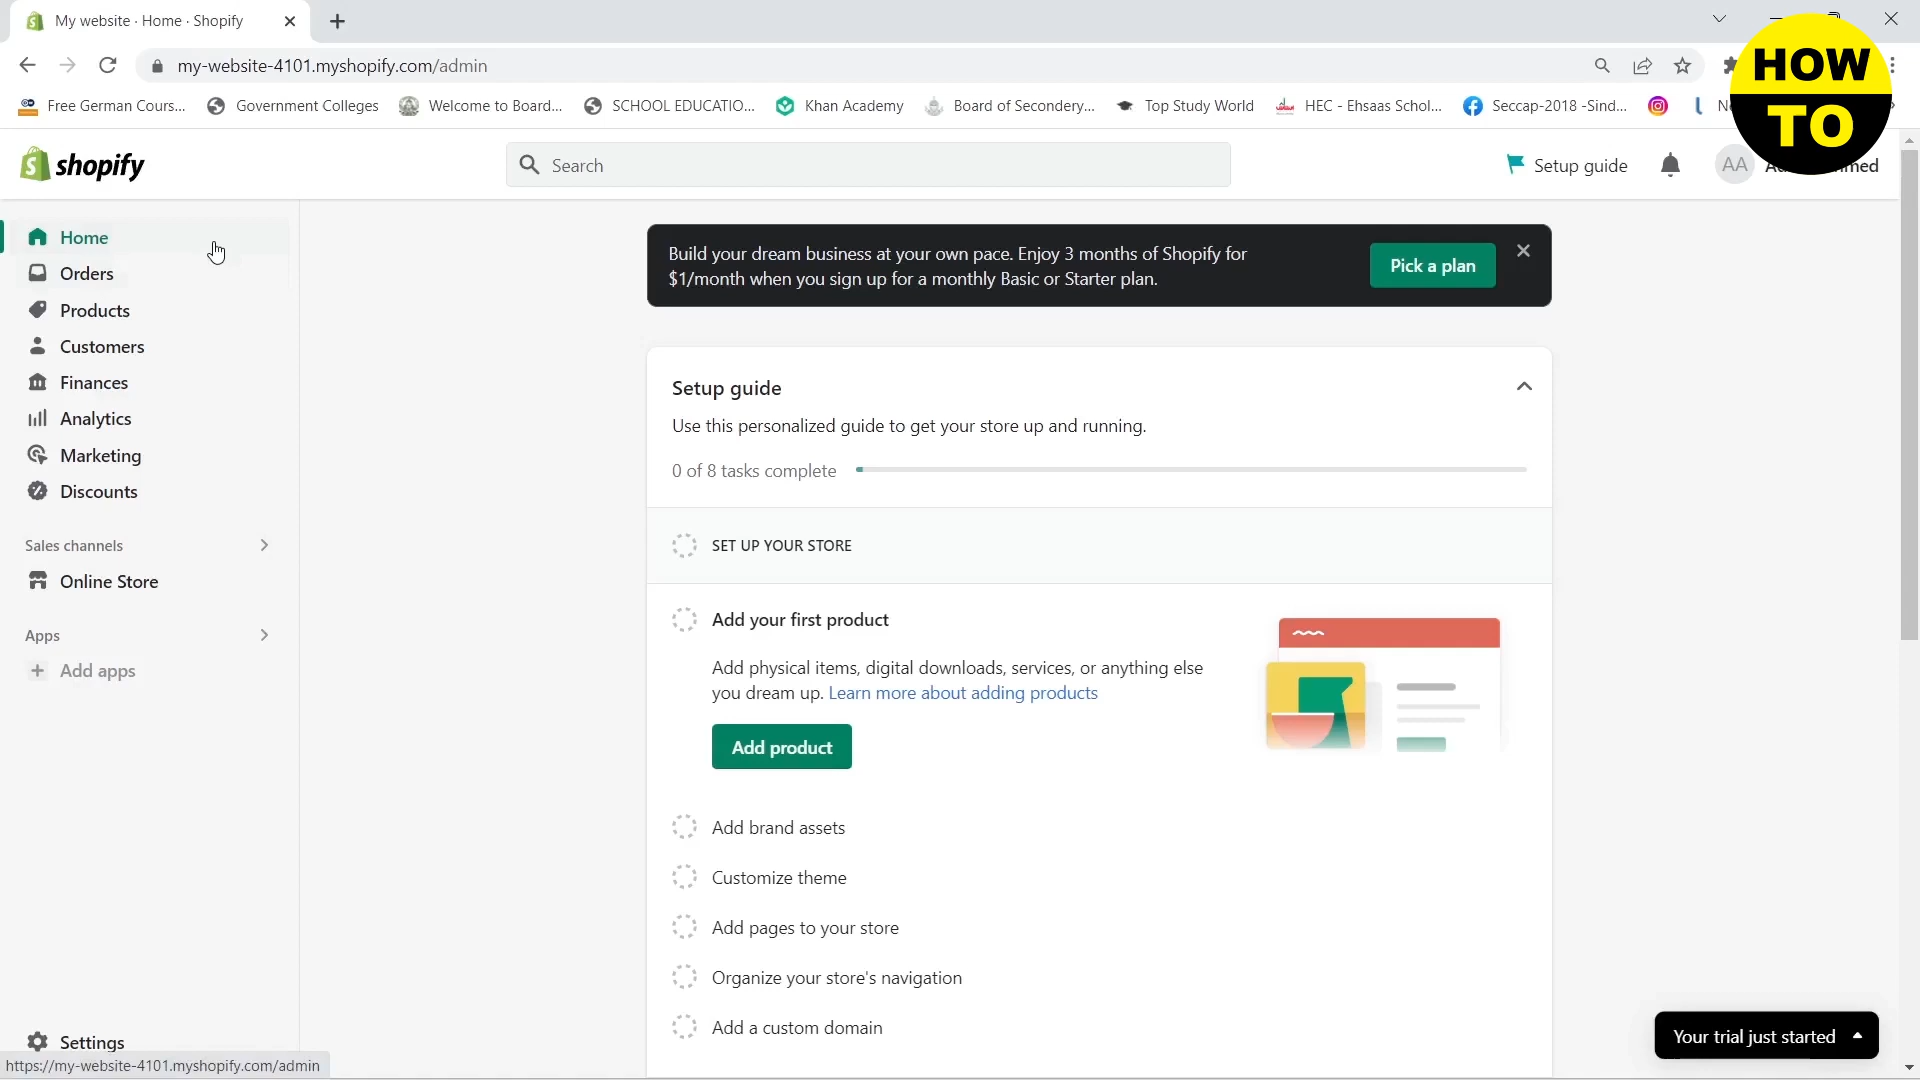 My website · Home · Shopify
my-website-4101.myshopify.com/admin
Free German Cours... Government Colleges Welcome to Board... SCHOOL EDUCATIO... Khan Academy Board of Secondery... Top Study World HEC - Ehsaas Schol... Seccap-2018 -Sind...
HOW
TO
shopify
Search
Setup guide
AA
Home
Orders
Products
Customers
Finances
Analytics
Marketing
Discounts
Sales channels
Online Store
Apps
Add apps
Settings
https://my-website-4101.myshopify.com/admin
Build your dream business at your own pace. Enjoy 3 months of Shopify for
$1/month when you sign up for a monthly Basic or Starter plan.
Pick a plan
Setup guide
Use this personalized guide to get your store up and running.
0 of 8 tasks complete
SET UP YOUR STORE
Add your first product
Add physical items, digital downloads, services, or anything else
you dream up. Learn more about adding products
Add product
Add brand assets
Customize theme
Add pages to your store
Organize your store's navigation
Add a custom domain
Your trial just started